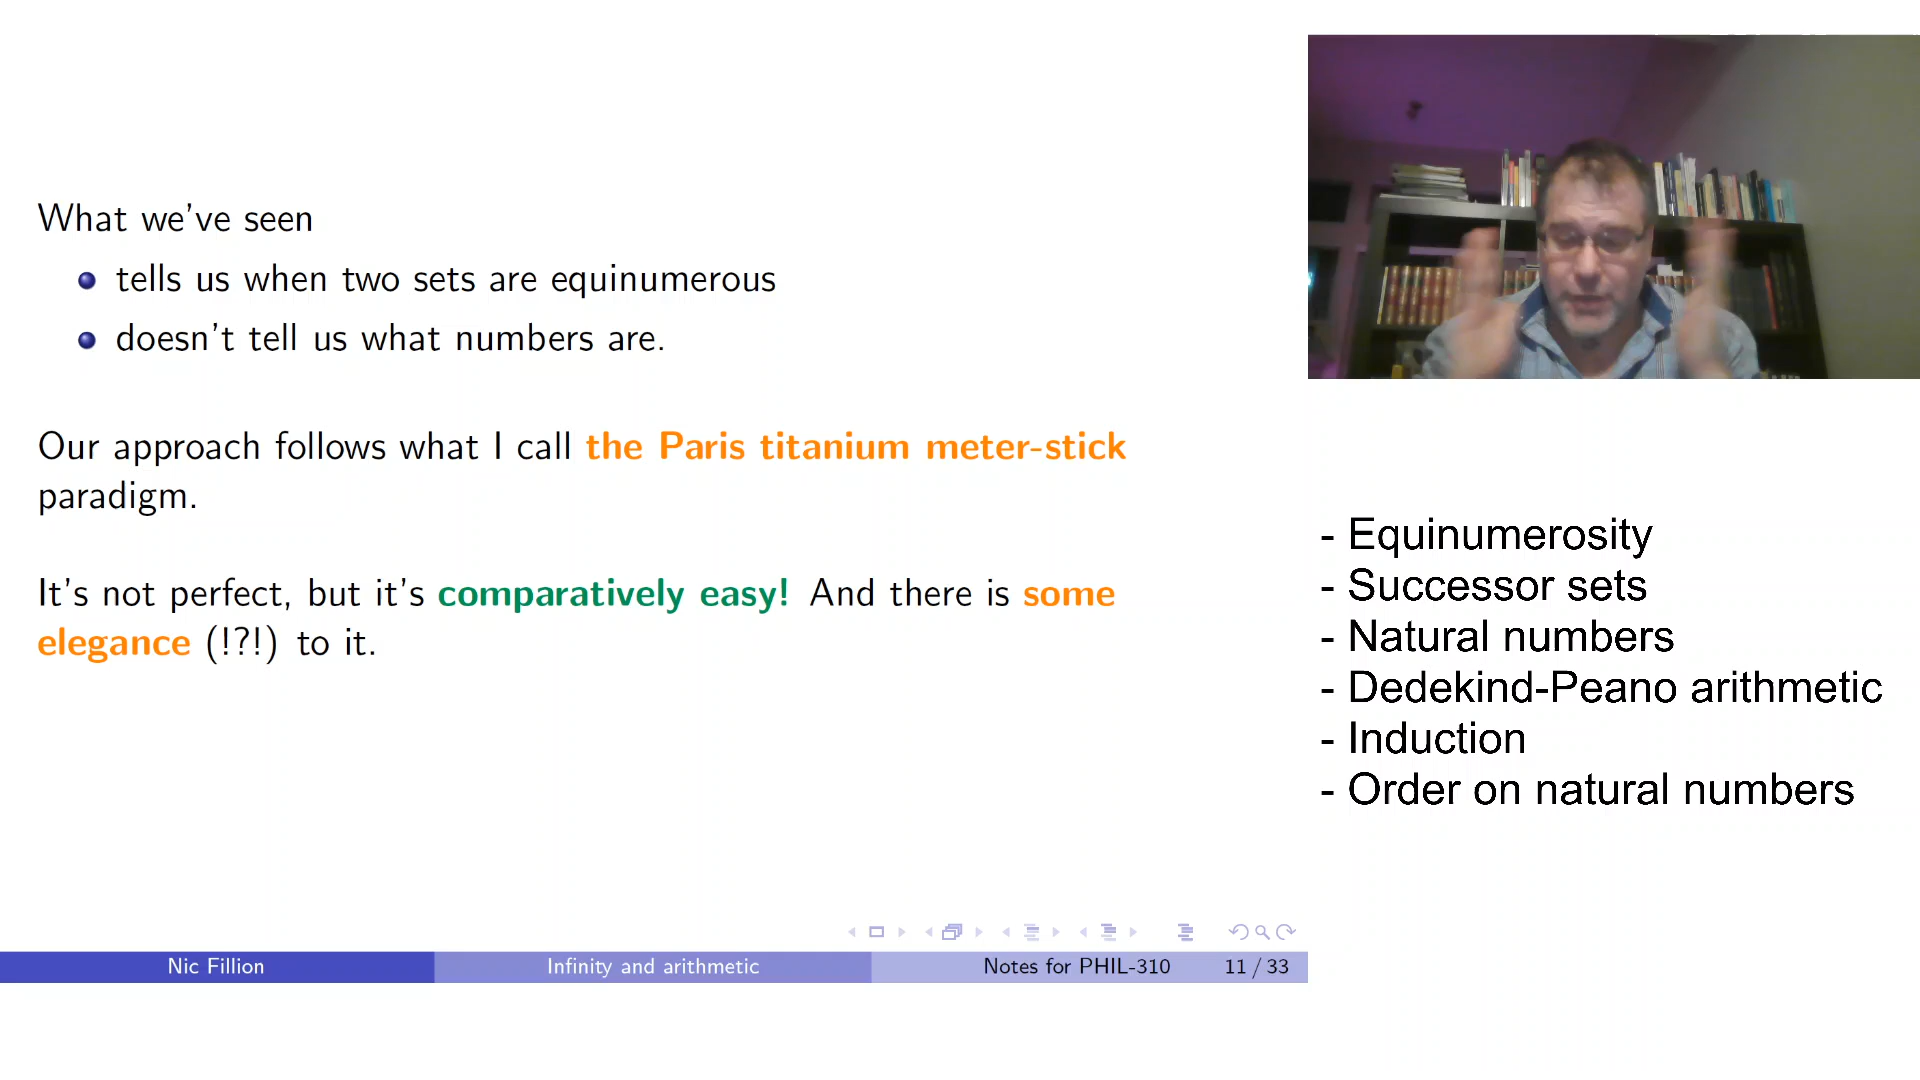 What we've seen
tells us when two sets are equinumerous
doesn't tell us what numbers are.
Our approach follows what I call the Paris titanium meter-stick
paradigm.
It's not perfect, but it's comparatively easy! And there is some
elegance (!?!) to it.
- Equinumerosity
- Successor sets
- Natural numbers
- Dedekind-Peano arithmetic
- Induction
- Order on natural numbers
Nic Fillion Infinity and arithmetic Notes for PHIL-310 11 / 33